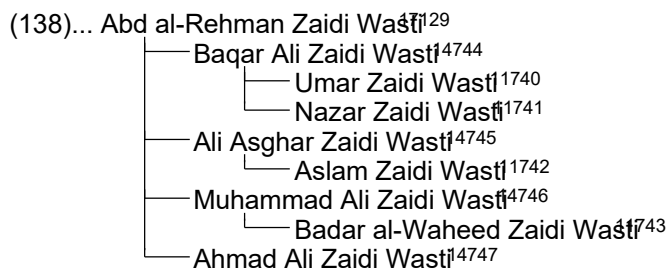 (138)... Abd al-Rehman Zaidi Wasti17129
Baqar Ali Zaidi Wasti14744
Umar Zaidi Wasti11740
Nazar Zaidi Wasti11741
Ali Asghar Zaidi Wasti14745
Aslam Zaidi Wasti11742
Muhammad Ali Zaidi Wasti14746
Badar al-Waheed Zaidi Wasti11743
Ahmad Ali Zaidi Wasti14747